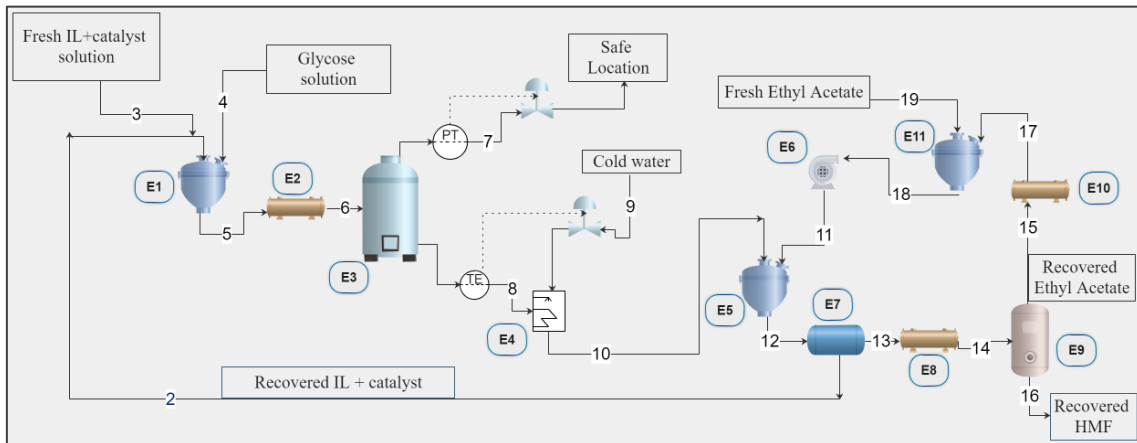 Fresh IL+catalyst
solution
Glycose
solution
Safe
Location
Fresh Ethyl Acetate
19
3
4
PT
7
E6
E11
17
E1
E2
Cold water
18
E10
5
6
9
11
15
E3
TE
8
E5
E7
Recovered
Ethyl Acetate
E4
10
12
13
14
E8
E9
Recovered IL + catalyst
2
16
Recovered
HMF